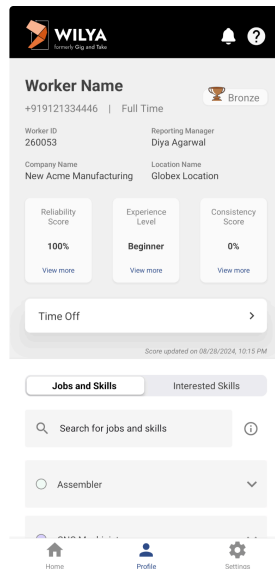 WILYA
formerly Gig and Take
Worker Name
Bronze
+919121334446 | Full Time
Worker ID Reporting Manager
260053 Diya Agarwal
Company Name Location Name
New Acme Manufacturing Globex Location
Reliability Score
Experience Level
Consistency Score
100% Beginner 0%
View more View more View more
Time Off
Score updated on 08/28/2024, 10:15 PM
Jobs and Skills Interested Skills
Search for jobs and skills
Assembler
Home Profile Settings